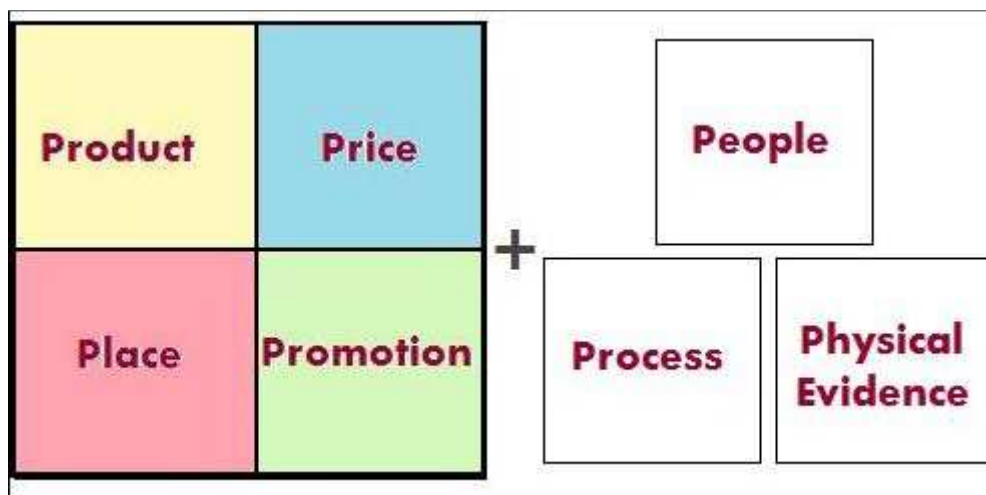 Product
Price
Place
Promotion
+
People
Process
Physical
Evidence